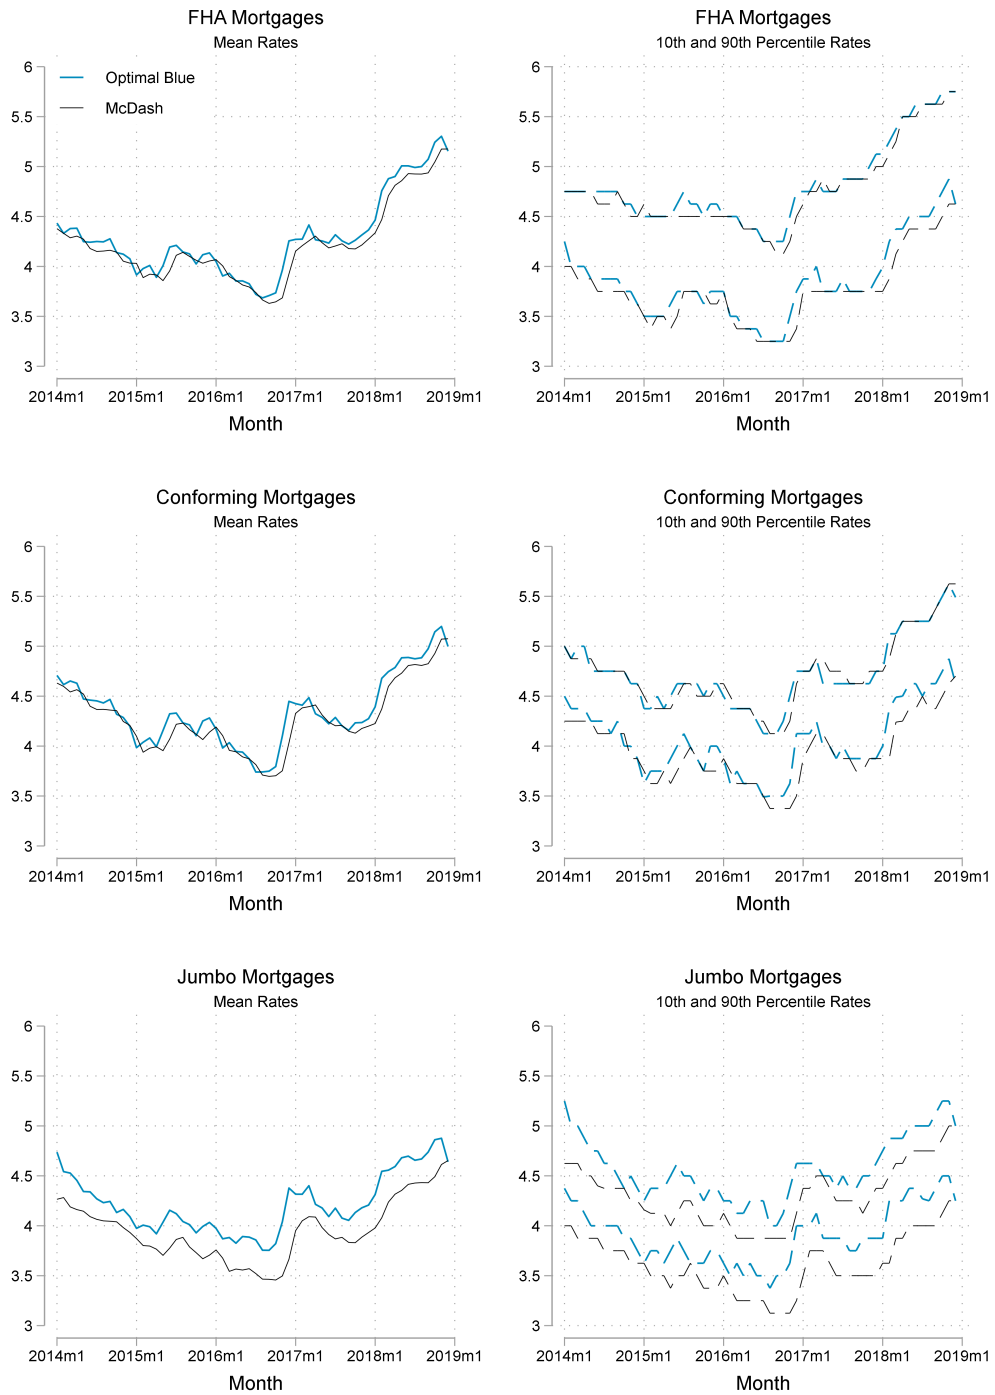 FHA Mortgages
Mean Rates
6
5.5
5
4.5
4
3.5
3
Optimal Blue
McDash
2014m1 2015m1 2016m1 2017m1 2018m1 2019m1
Month
FHA Mortgages
10th and 90th Percentile Rates
6
5.5
5
4.5
4
3.5
3
2014m1 2015m1 2016m1 2017m1 2018m1 2019m1
Month
Conforming Mortgages
Mean Rates
6
5.5
5
4.5
4
3.5
3
2014m1 2015m1 2016m1 2017m1 2018m1 2019m1
Month
Conforming Mortgages
10th and 90th Percentile Rates
6
5.5
5
4.5
4
3.5
3
2014m1 2015m1 2016m1 2017m1 2018m1 2019m1
Month
Jumbo Mortgages
Mean Rates
6
5.5
5
4.5
4
3.5
3
2014m1 2015m1 2016m1 2017m1 2018m1 2019m1
Month
Jumbo Mortgages
10th and 90th Percentile Rates
6
5.5
5
4.5
4
3.5
3
2014m1 2015m1 2016m1 2017m1 2018m1 2019m1
Month